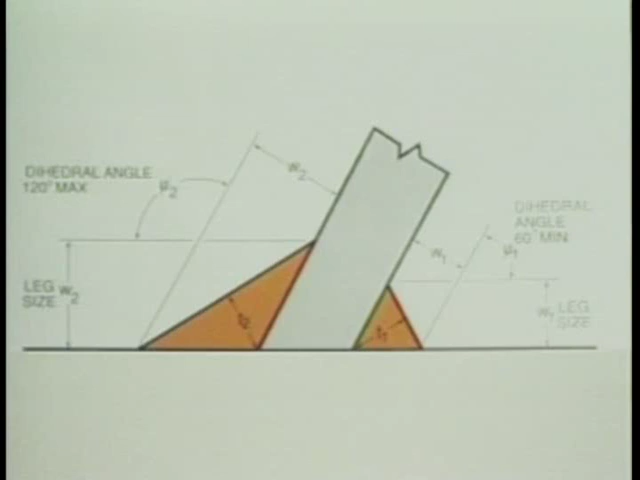 DIHEDRAL ANGLE
120° MAX
ψ2
W2
DIHEDRAL
ANGLE
60° MIN
W1
ψ1
LEG W2
SIZE
t2
t1
W1 LEG
SIZE